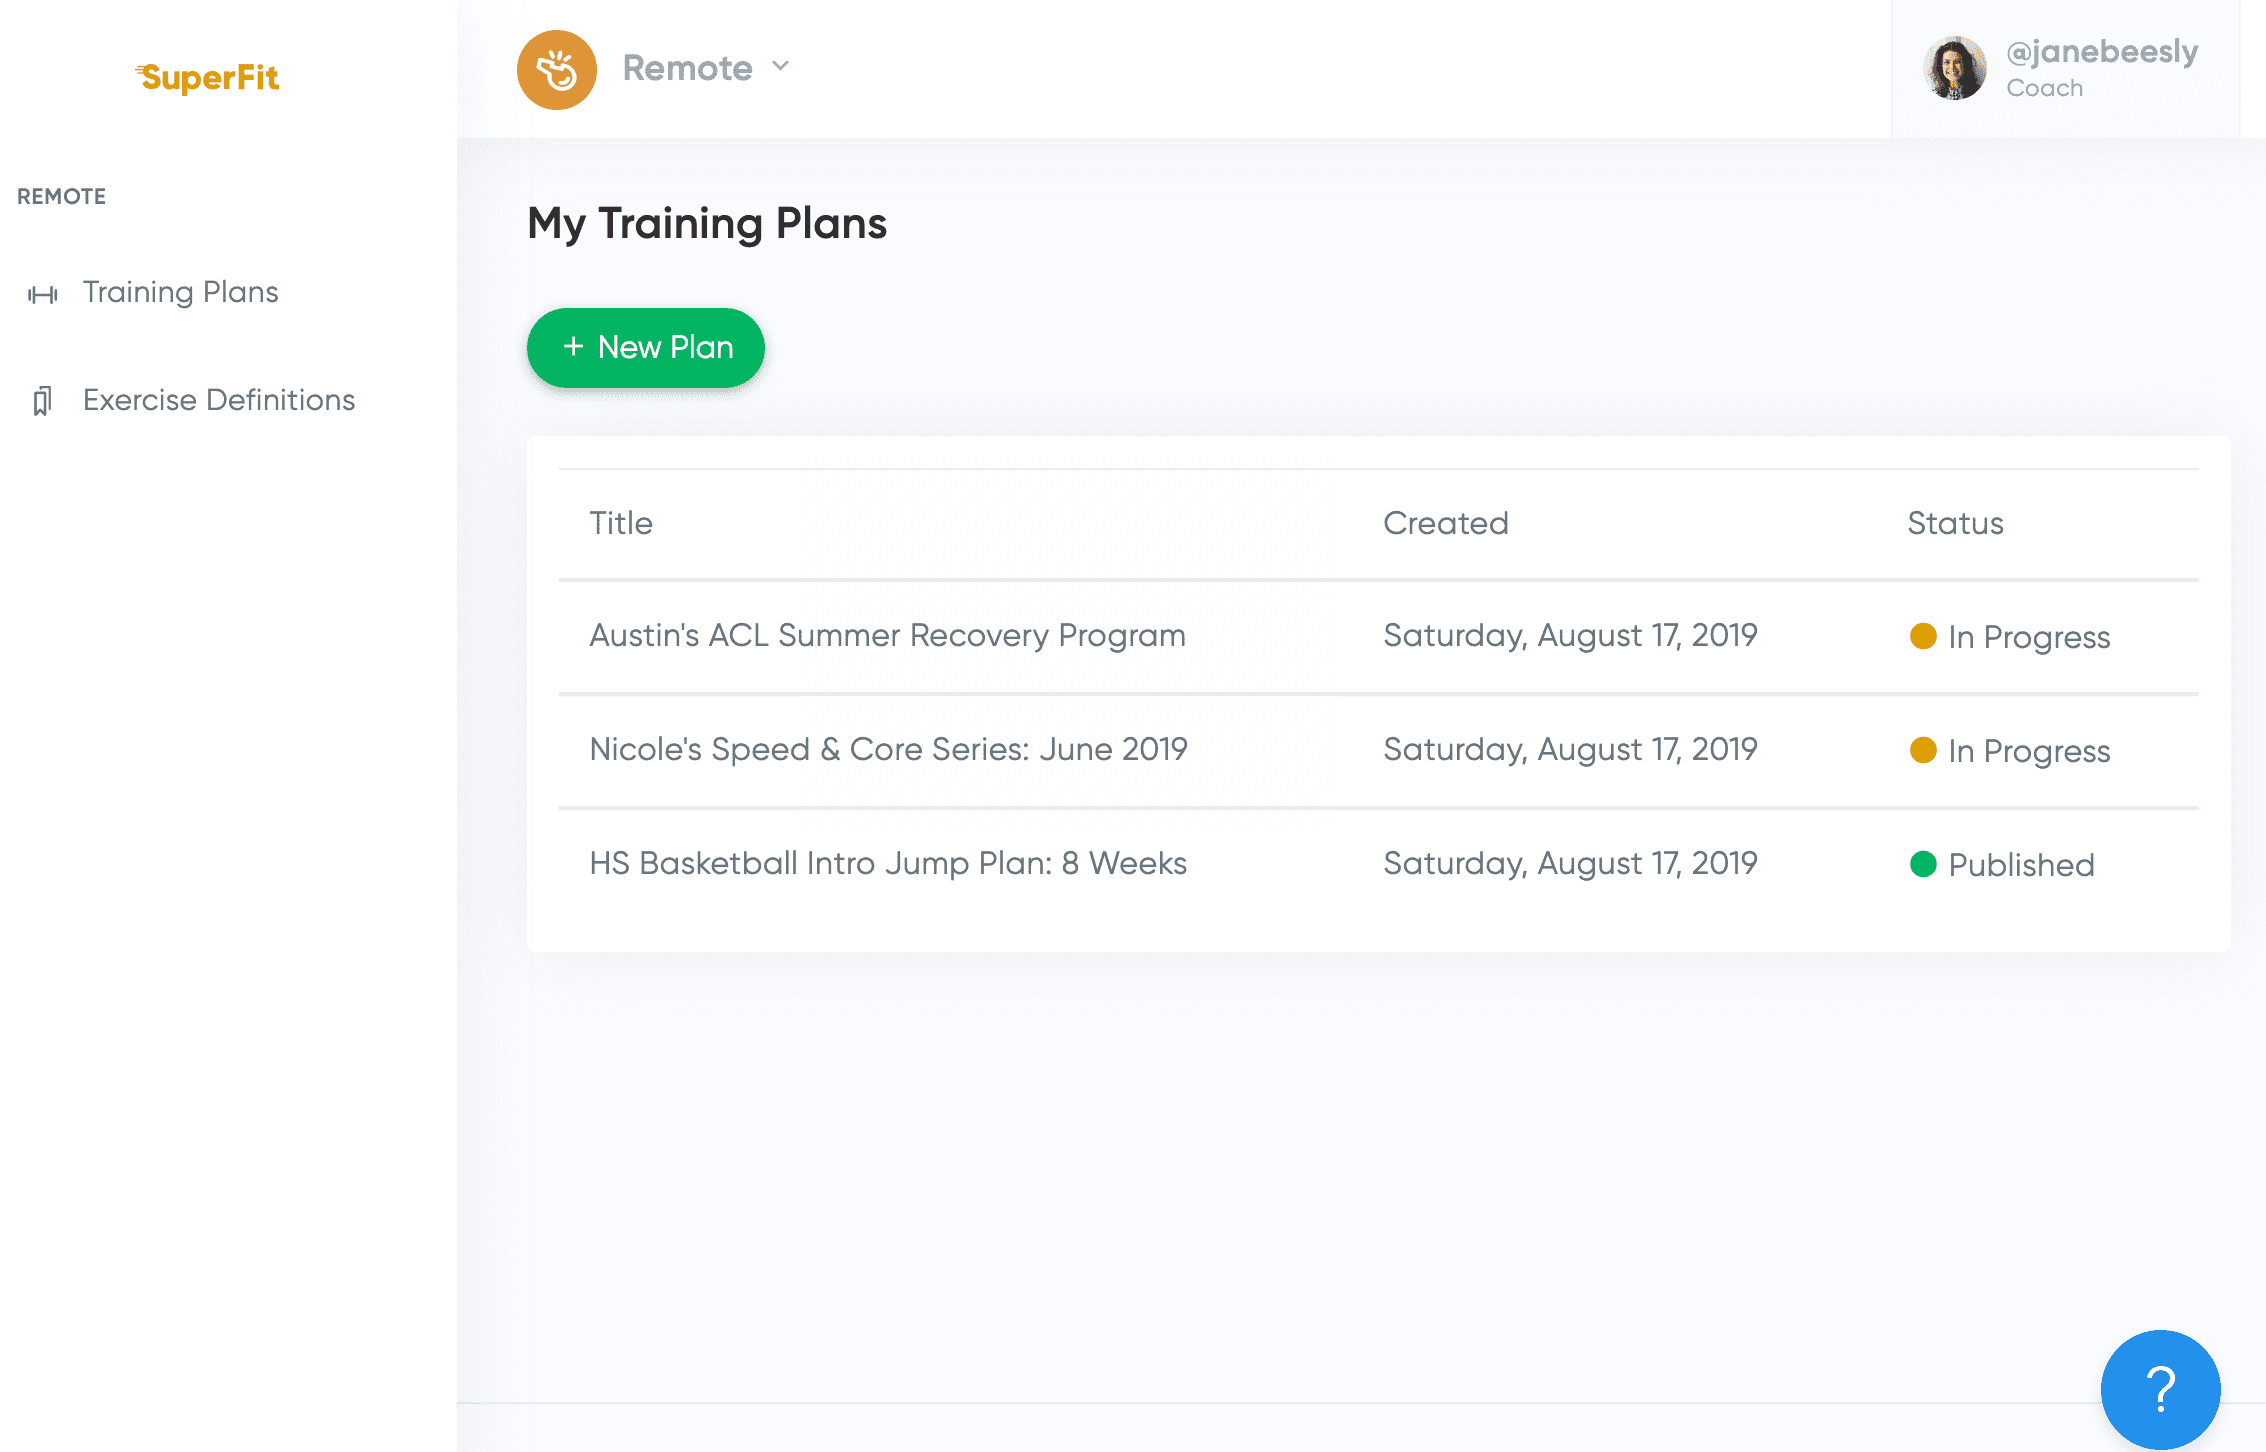 SuperFit
Remote
@janebeesly
Coach
REMOTE
Training Plans
Exercise Definitions
My Training Plans
+ New Plan
Title Created Status
Austin's ACL Summer Recovery Program Saturday, August 17, 2019 In Progress
Nicole's Speed & Core Series: June 2019 Saturday, August 17, 2019 In Progress
HS Basketball Intro Jump Plan: 8 Weeks Saturday, August 17, 2019 Published
?